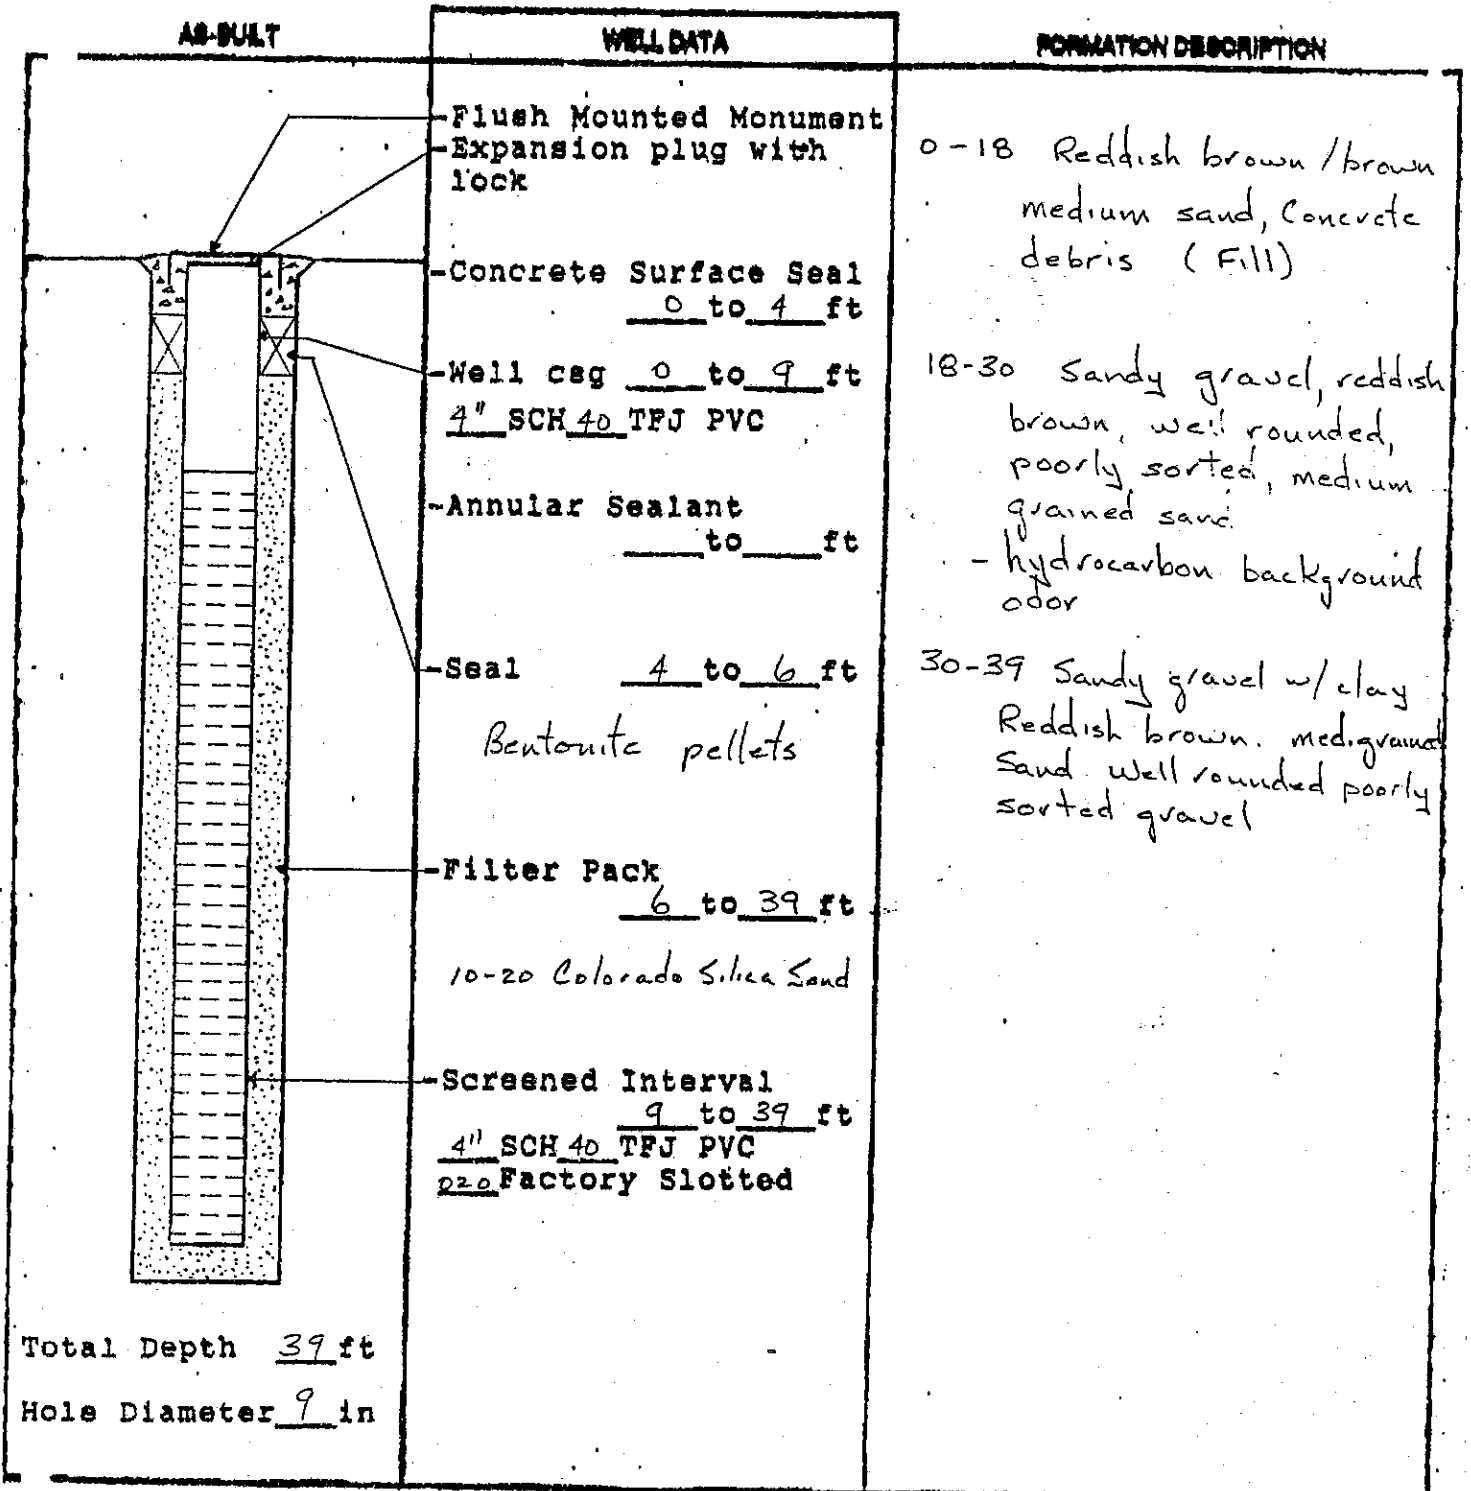 AS-BUILT
WELL DATA
FORMATION DESCRIPTION
-Flush Mounted Monument
-Expansion plug with
lock
-Concrete Surface Seal
0 to 4 ft
-Well csg 0 to 9 ft
4" SCH 40 TFJ PVC
-Annular Sealant
to ft
-Seal 4 to 6 ft
Bentonite pellets
-Filter Pack
6 to 39 ft
10-20 Colorado Silica Sand
-Screened Interval
9 to 39 ft
4" SCH 40 TFJ PVC
020 Factory Slotted
0-18 Reddish brown/brown
medium sand, Concrete
debris (Fill)
18-30 Sandy gravel, reddish
brown, well rounded,
poorly sorted, medium
grained sand
- hydrocarbon background
odor
30-39 Sandy gravel w/ clay
Reddish brown. med.grained
Sand well rounded poorly
sorted gravel
Total Depth 39 ft
Hole Diameter 9 in